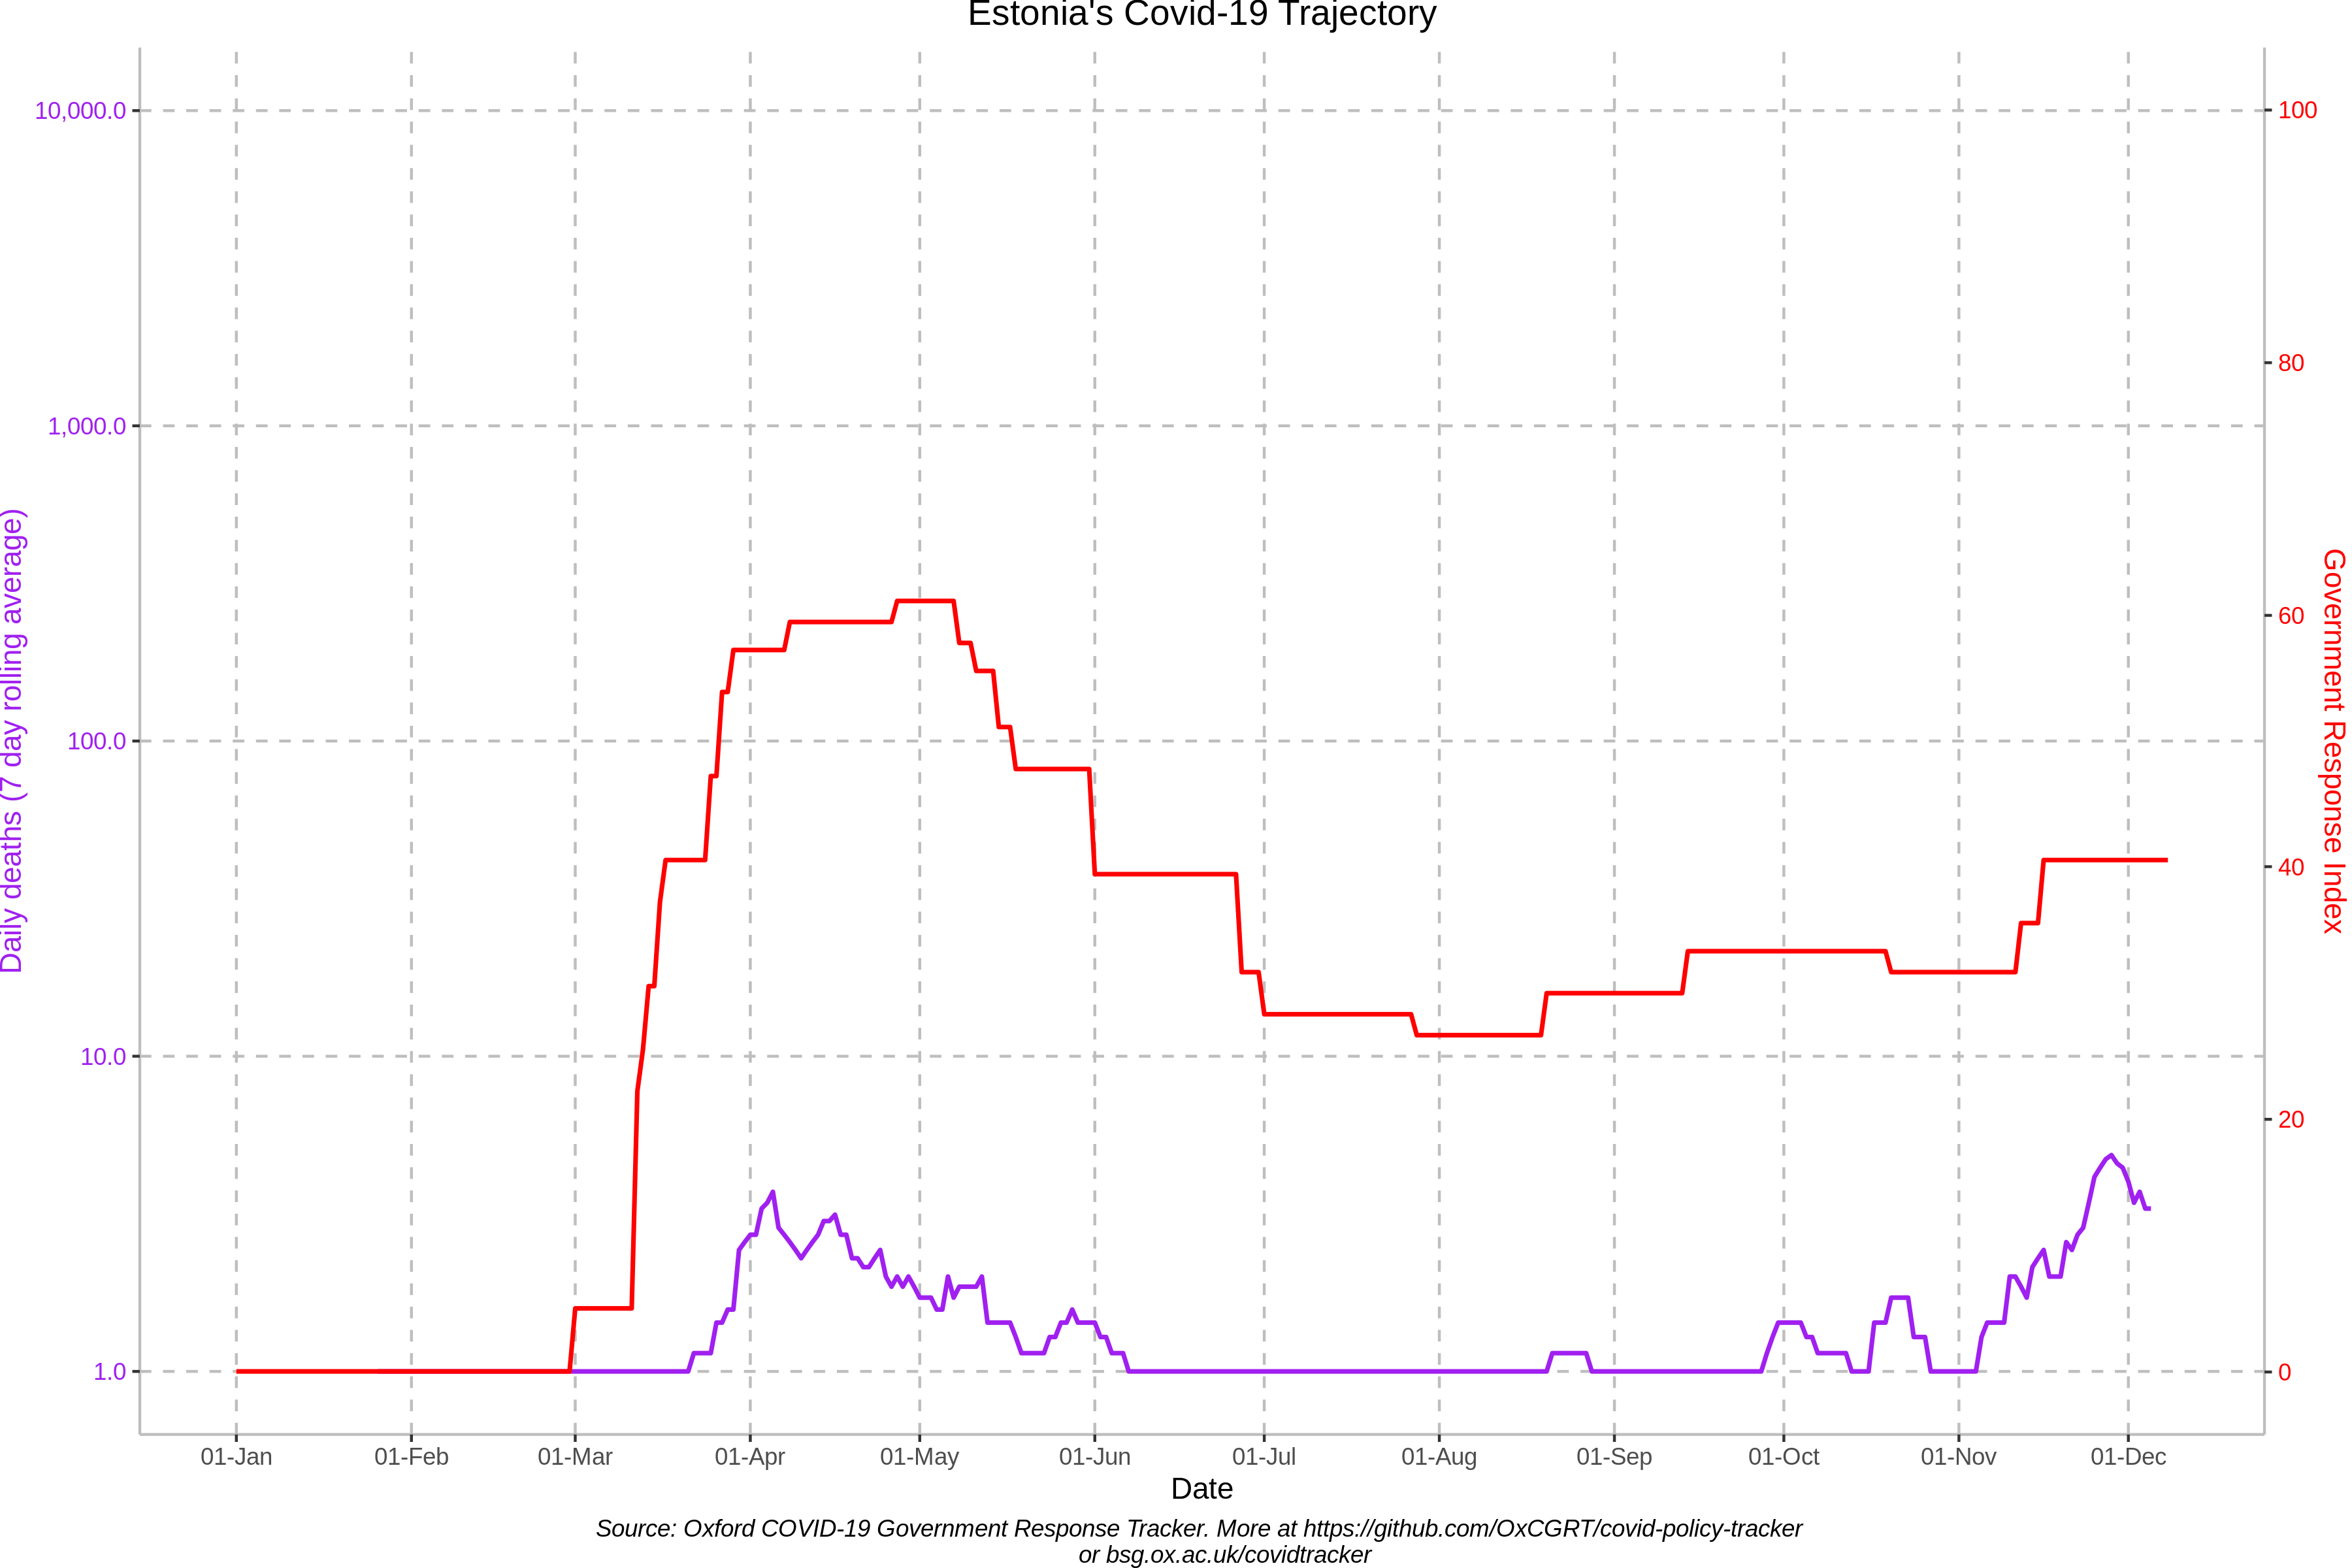 Estonia's Covid-19 Trajectory
10,000.0
1,000.0
100.0
10.0
1.0
Daily deaths (7 day rolling average)
100
80
60
40
20
0
Government Response Index
01-Jan
01-Feb
01-Mar
01-Apr
01-May
01-Jun
01-Jul
01-Aug
01-Sep
01-Oct
01-Nov
01-Dec
Date
Source: Oxford COVID-19 Government Response Tracker. More at https://github.com/OxCGRT/covid-policy-tracker
or bsg.ox.ac.uk/covidtracker